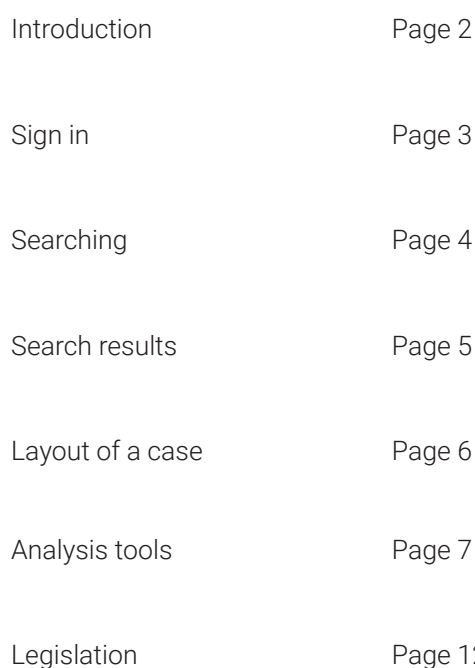 Introduction Page 2
Sign in Page 3
Searching Page 4
Search results Page 5
Layout of a case Page 6
Analysis tools Page 7
Legislation Page